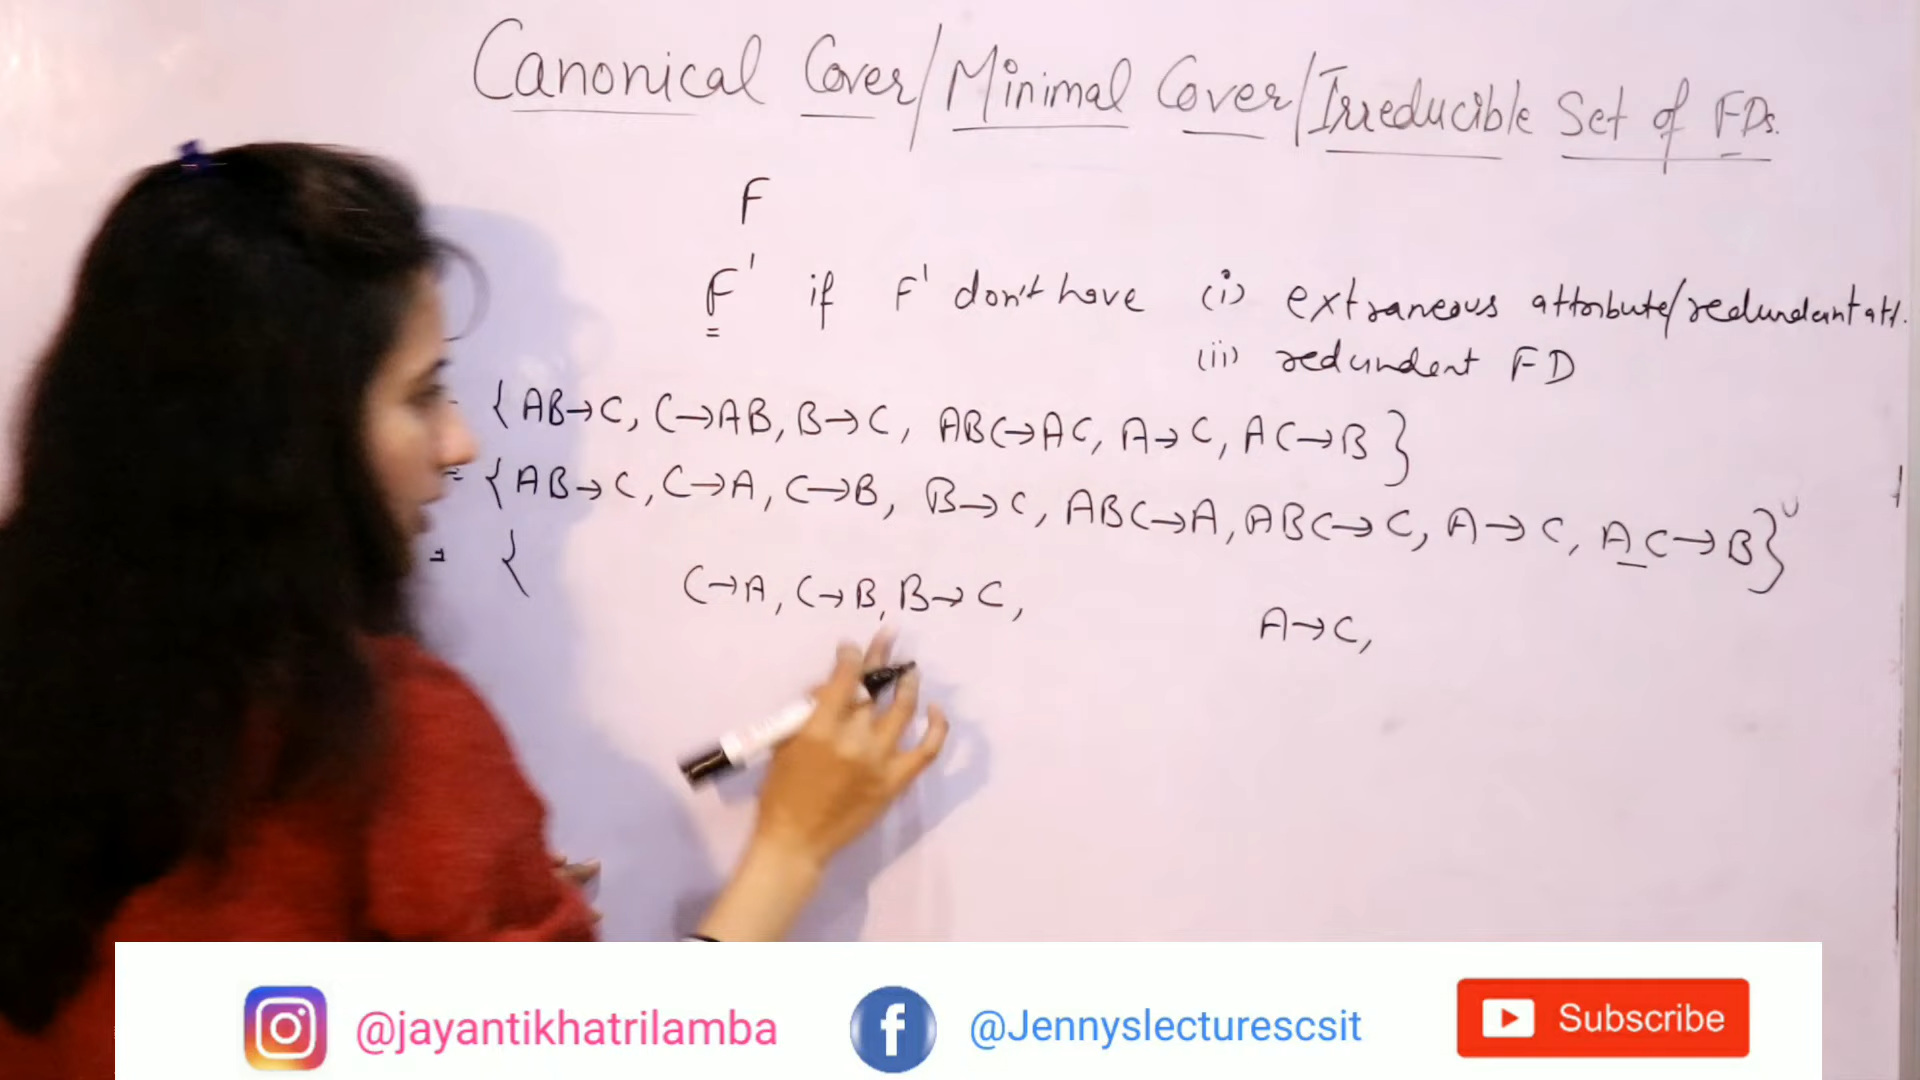 Canonical Cover/Minimal Cover/Irreducible Set of FDs.
F
F' if F' don't have (i) extraneous attribute/redundant att.
(ii) redundent FD
= {AB→C, C→AB, B→C, ABC→AC, A→C, AC→B}
= {AB→C, C→A, C→B, B→C, ABC→A, ABC→C, A→C, AC→B}
= { C→A, C→B, B→C, A→C,
@jayantikhatrilamba @Jennyslecturescsit Subscribe